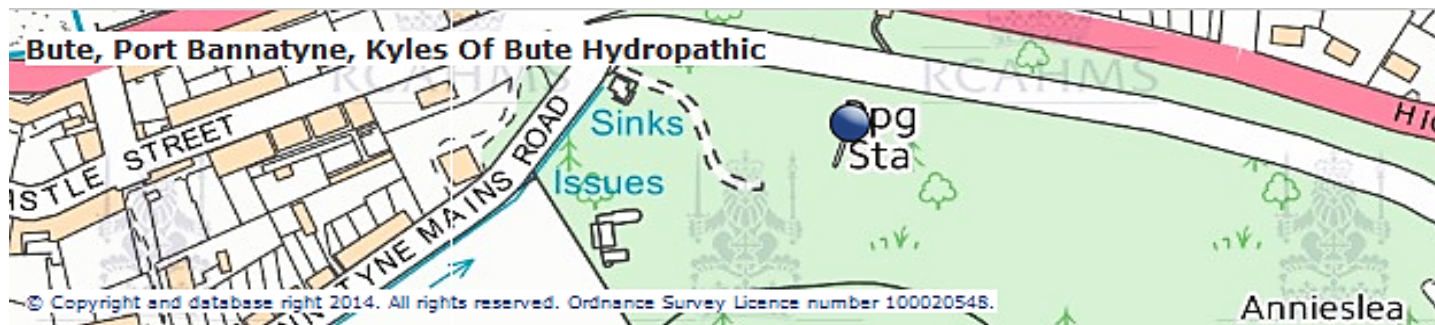 Bute, Port Bannatyne, Kyles Of Bute Hydropathic
RCAHMS
RCAHMS
HIG
Sinks
ppg
Sta
STLE STREET
TYNE MAINS ROAD
Issues
© Copyright and database right 2014. All rights reserved. Ordnance Survey Licence number 100020548.
Annieslea